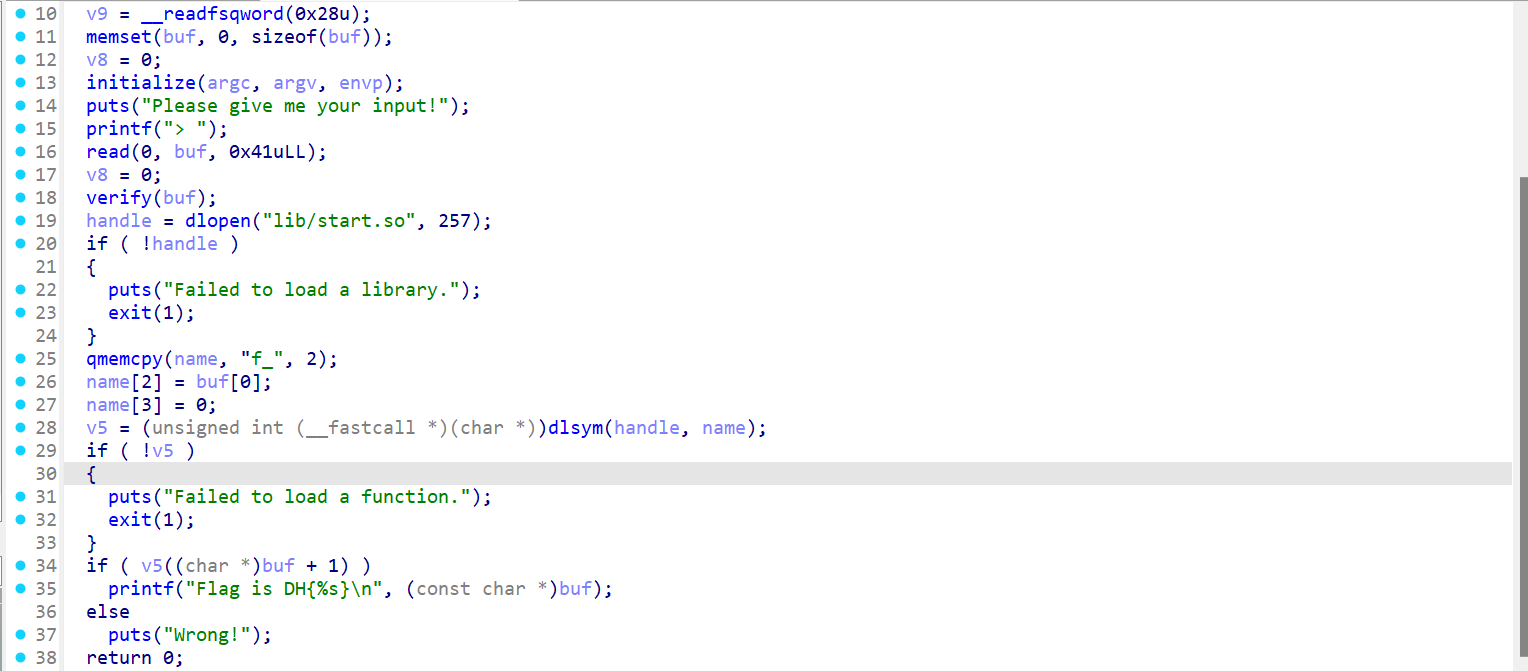 10 v9 = __readfsqword(0x28u);
11 memset(buf, 0, sizeof(buf));
12 v8 = 0;
13 initialize(argc, argv, envp);
14 puts("Please give me your input!");
15 printf("> ");
16 read(0, buf, 0x41uLL);
17 v8 = 0;
18 verify(buf);
19 handle = dlopen("lib/start.so", 257);
20 if ( !handle )
21 {
22   puts("Failed to load a library.");
23   exit(1);
24 }
25 qmemcpy(name, "f_", 2);
26 name[2] = buf[0];
27 name[3] = 0;
28 v5 = (unsigned int (__fastcall *)(char *))dlsym(handle, name);
29 if ( !v5 )
30 {
31   puts("Failed to load a function.");
32   exit(1);
33 }
34 if ( v5((char *)buf + 1) )
35   printf("Flag is DH{%s}\n", (const char *)buf);
36 else
37   puts("Wrong!");
38 return 0;